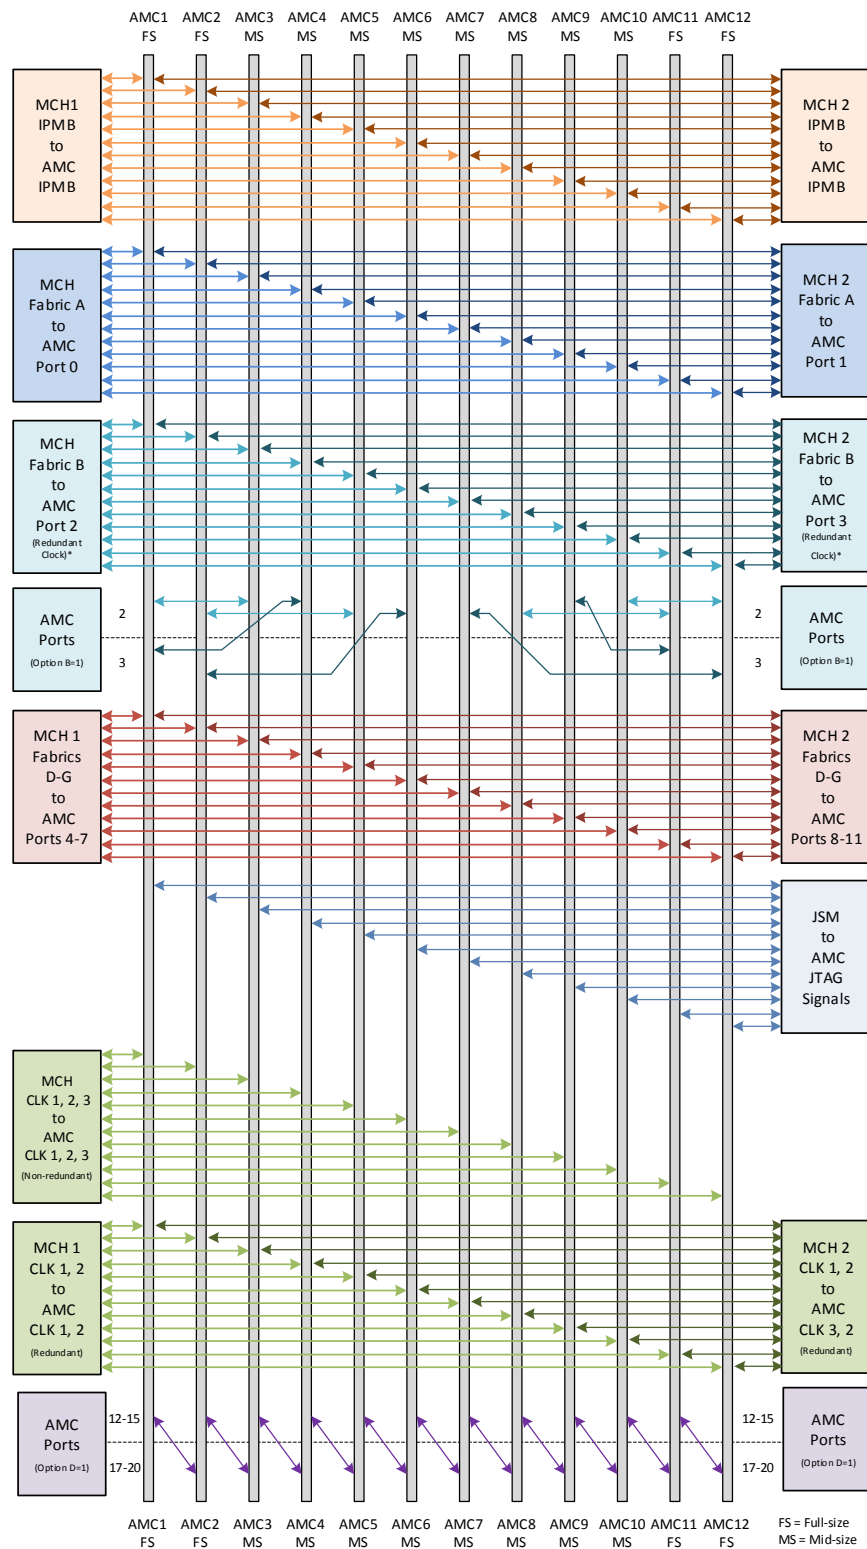 AMC1 AMC2 AMC3 AMC4 AMC5 AMC6 AMC7 AMC8 AMC9 AMC10 AMC11 AMC12
FS FS MS MS MS MS MS MS MS MS FS FS
MCH1
IPMB
to
AMC
IPMB
MCH 2
IPMB
to
AMC
IPMB
MCH
Fabric A
to
AMC
Port 0
MCH 2
Fabric A
to
AMC
Port 1
MCH
Fabric B
to
AMC
Port 2
(Redundant
Clock)*
MCH 2
Fabric B
to
AMC
Port 3
(Redundant
Clock)*
AMC
Ports
(Option B=1)
2
3
2
3
AMC
Ports
(Option B=1)
MCH 1
Fabrics
D-G
to
AMC
Ports 4-7
MCH 2
Fabrics
D-G
to
AMC
Ports 8-11
JSM
to
AMC
JTAG
Signals
MCH
CLK 1, 2, 3
to
AMC
CLK 1, 2, 3
(Non-redundant)
MCH 1
CLK 1, 2
to
AMC
CLK 1, 2
(Redundant)
MCH 2
CLK 1, 2
to
AMC
CLK 3, 2
(Redundant)
AMC
Ports
(Option D=1)
12-15
17-20
12-15
17-20
AMC
Ports
(Option D=1)
AMC1 AMC2 AMC3 AMC4 AMC5 AMC6 AMC7 AMC8 AMC9 AMC10 AMC11 AMC12
FS FS MS MS MS MS MS MS MS MS FS FS
FS = Full-size
MS = Mid-size